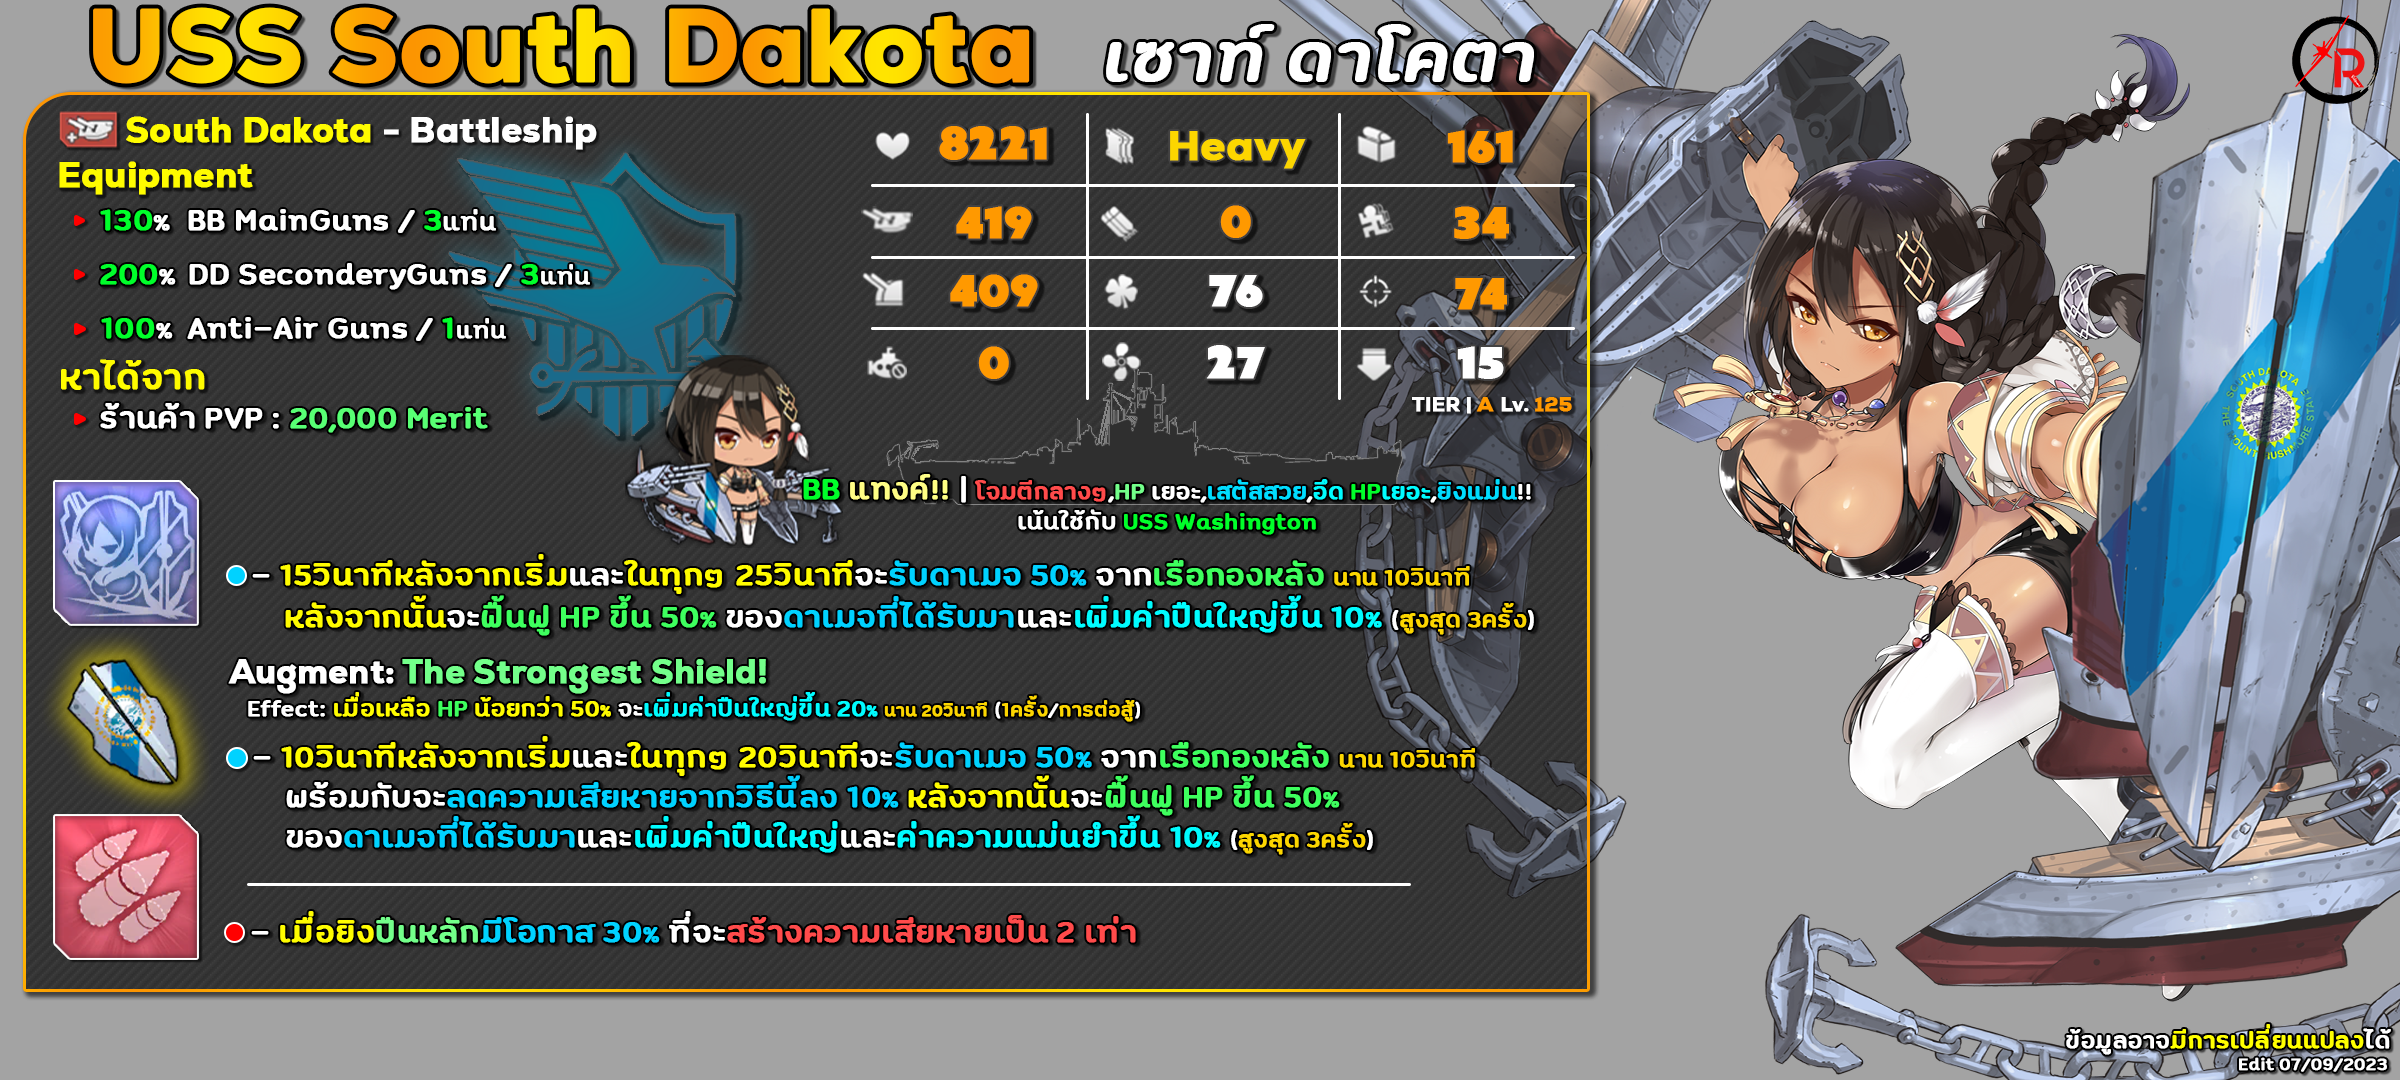 USS South Dakota เซาท์ ดาโคตา
R
South Dakota - Battleship
Equipment
130% BB MainGuns / 3แท่น
200% DD SeconderyGuns / 3แท่น
100% Anti-Air Guns / 1แท่น
หาได้จาก
ร้านค้า PVP : 20,000 Merit
8221 Heavy 161
419 0 34
409 76 74
0 27 15
TIER | A Lv. 125
BB แทงค์!! | โจมตีกลางๆ,HP เยอะ,เสตัสสวย,อึด HPเยอะ,ยิงแม่น!!
เน้นใช้กับ USS Washington
- 15วินาทีหลังจากเริ่มและในทุกๆ 25วินาทีจะรับดาเมจ 50% จากเรือกองหลัง นาน 10วินาที
หลังจากนั้นจะฟื้นฟู HP ขึ้น 50% ของดาเมจที่ได้รับมาและเพิ่มค่าปืนใหญ่ขึ้น 10% (สูงสุด 3ครั้ง)
Augment: The Strongest Shield!
Effect: เมื่อเหลือ HP น้อยกว่า 50% จะเพิ่มค่าปืนใหญ่ขึ้น 20% นาน 20วินาที (1ครั้ง/การต่อสู้)
- 10วินาทีหลังจากเริ่มและในทุกๆ 20วินาทีจะรับดาเมจ 50% จากเรือกองหลัง นาน 10วินาที
พร้อมกับจะลดความเสียหายจากวิธีนี้ลง 10% หลังจากนั้นจะฟื้นฟู HP ขึ้น 50%
ของดาเมจที่ได้รับมาและเพิ่มค่าปืนใหญ่และค่าความแม่นยำขึ้น 10% (สูงสุด 3ครั้ง)
- เมื่อยิงปืนหลักมีโอกาส 30% ที่จะสร้างความเสียหายเป็น 2 เท่า
SOUTH DAKOTA
ข้อมูลอาจมีการเปลี่ยนแปลงได้
Edit 07/09/2023